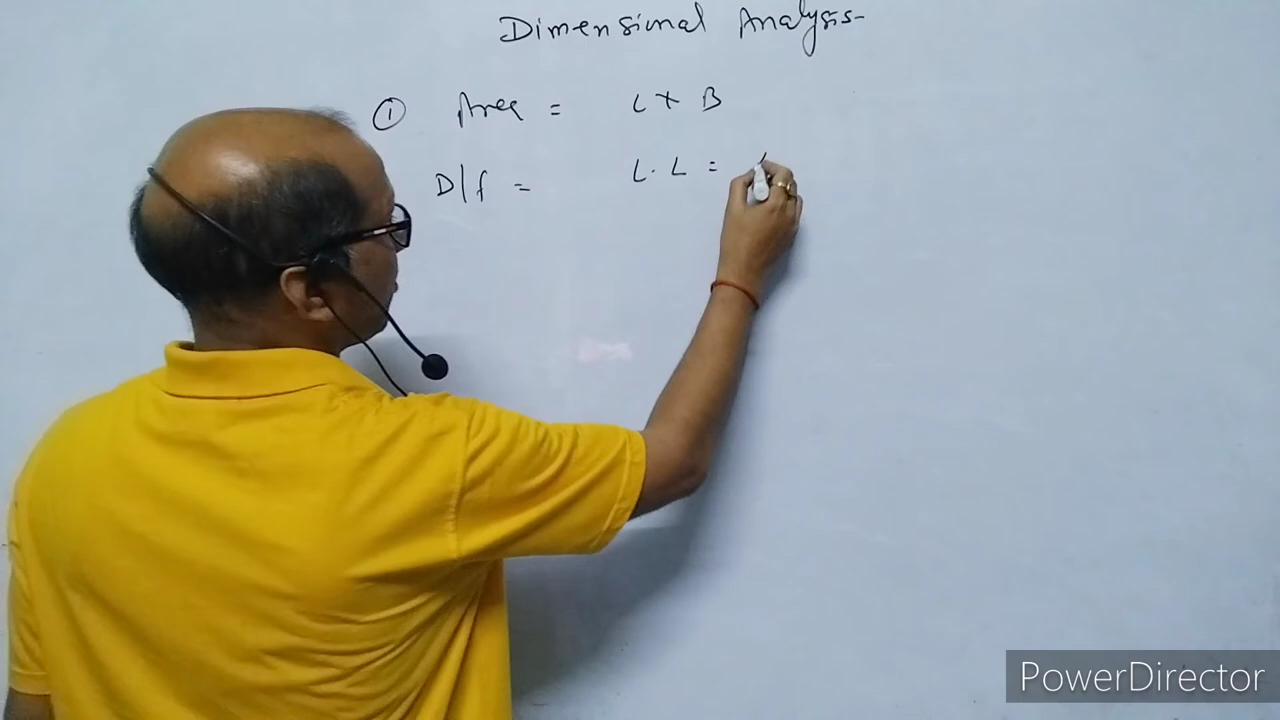 Dimensional Analysis-
① Area = L × B
D/f = L . L =
PowerDirector